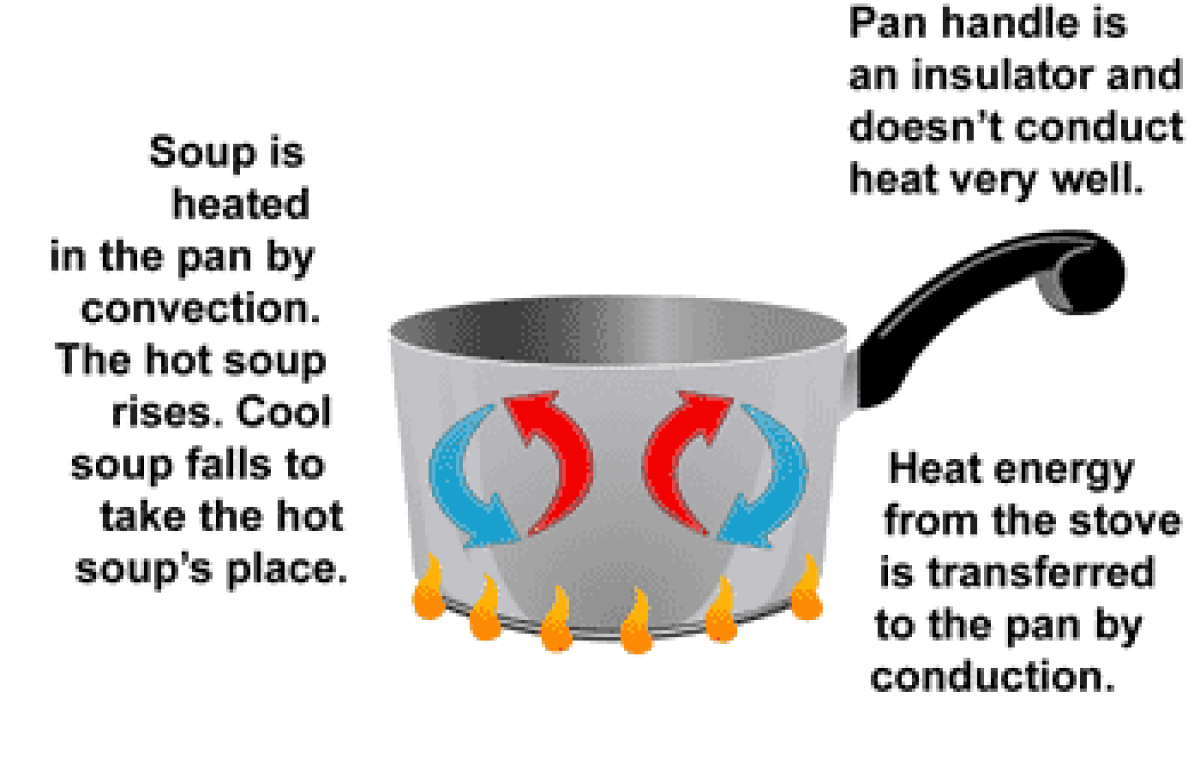 Pan handle is
an insulator and
doesn't conduct
heat very well.
Soup is
heated
in the pan by
convection.
The hot soup
rises. Cool
soup falls to
take the hot
soup's place.
Heat energy
from the stove
is transferred
to the pan by
conduction.